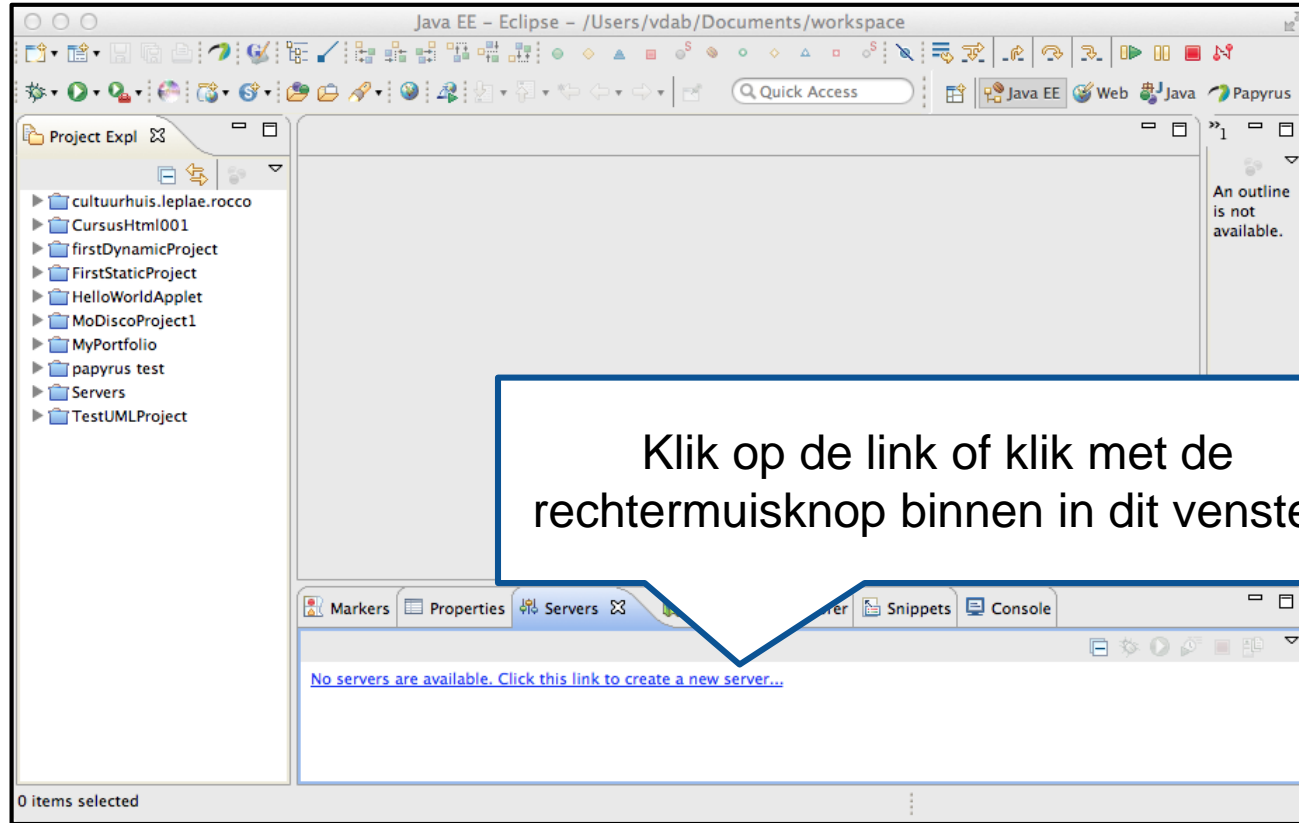 Java EE – Eclipse – /Users/vdab/Documents/workspace
Quick Access
Java EE
Web
Java
Papyrus
Project Expl
»1
cultuurhuis.leplae.rocco
CursusHtml001
firstDynamicProject
FirstStaticProject
HelloWorldApplet
MoDiscoProject1
MyPortfolio
papyrus test
Servers
TestUMLProject
An outline
is not
available.
Klik op de link of klik met de
rechtermuisknop binnen in dit
Markers
Properties
Servers
Snippets
Console
No servers are available. Click this link to create a new server...
0 items selected